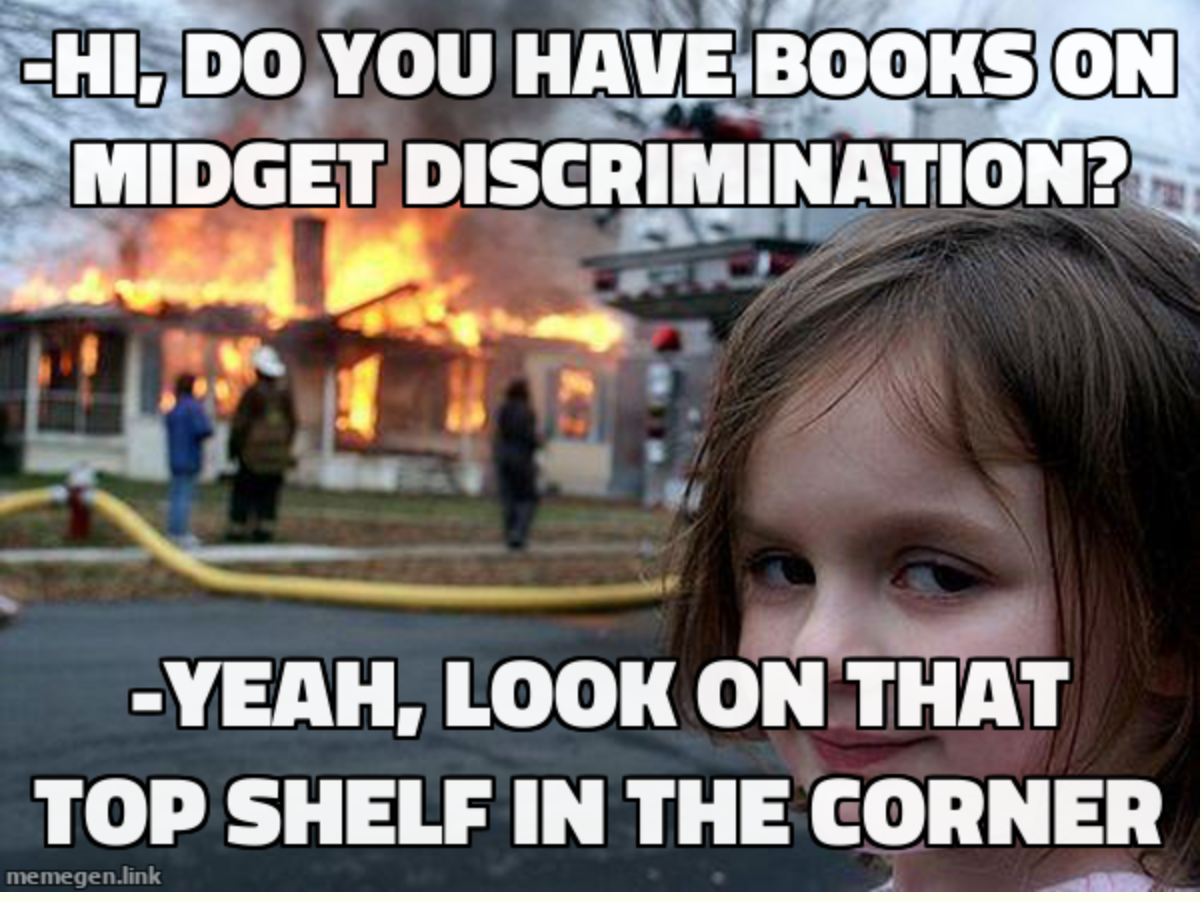 -HI, DO YOU HAVE BOOKS ON
MIDGET DISCRIMINATION?
-YEAH, LOOK ON THAT
TOP SHELF IN THE CORNER
memegen.link